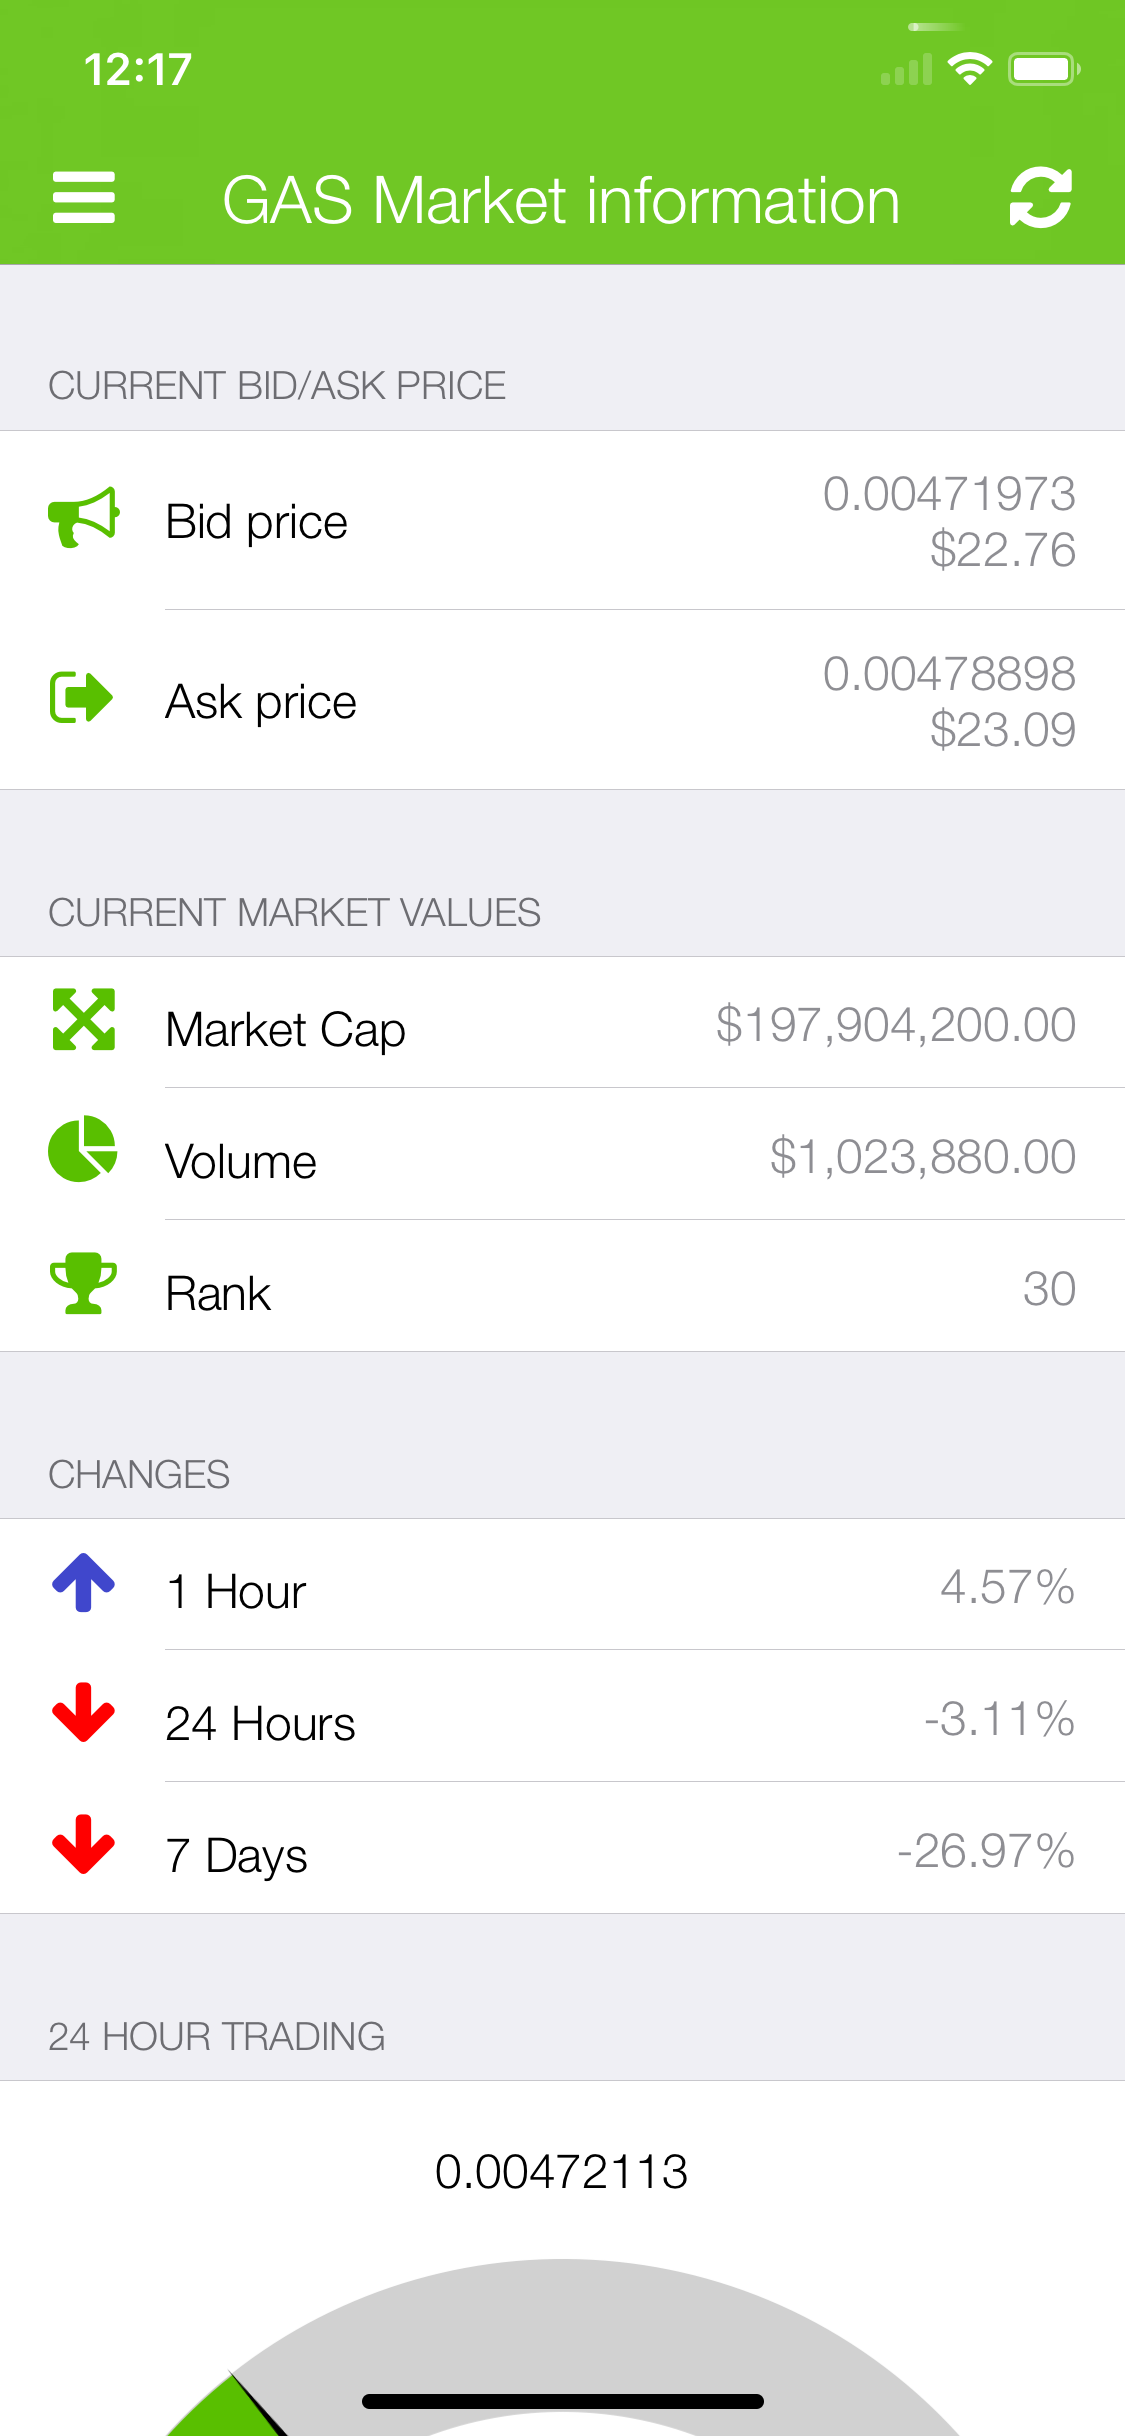 12:17
GAS Market information
CURRENT BID/ASK PRICE
Bid price
0.00471973
$22.76
Ask price
0.00478898
$23.09
CURRENT MARKET VALUES
Market Cap
$197,904,200.00
Volume
$1,023,880.00
Rank
30
CHANGES
1 Hour
4.57%
24 Hours
-3.11%
7 Days
-26.97%
24 HOUR TRADING
0.00472113